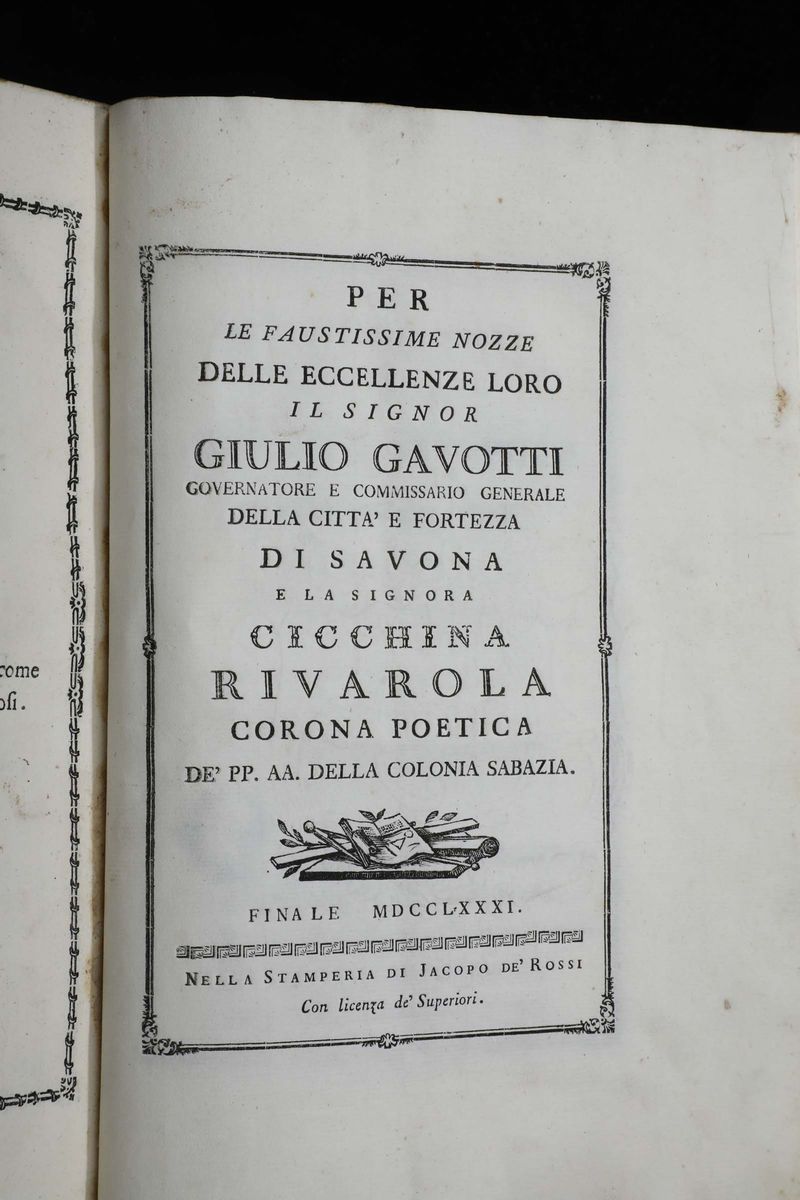 come
oſi.
PER
LE FAUSTISSIME NOZZE
DELLE ECCELLENZE LORO
IL SIGNOR
GIULIO GAVOTTI
GOVERNATORE E COMMISSARIO GENERALE
DELLA CITTA' E FORTEZZA
DI SAVONA
E LA SIGNORA
CICCHINA
RIVAROLA
CORONA POETICA
DE' PP. AA. DELLA COLONIA SABAZIA.
FINALE MDCCLXXXI.
NELLA STAMPERIA DI JACOPO DE' ROSSI
Con licenza de' Superiori.